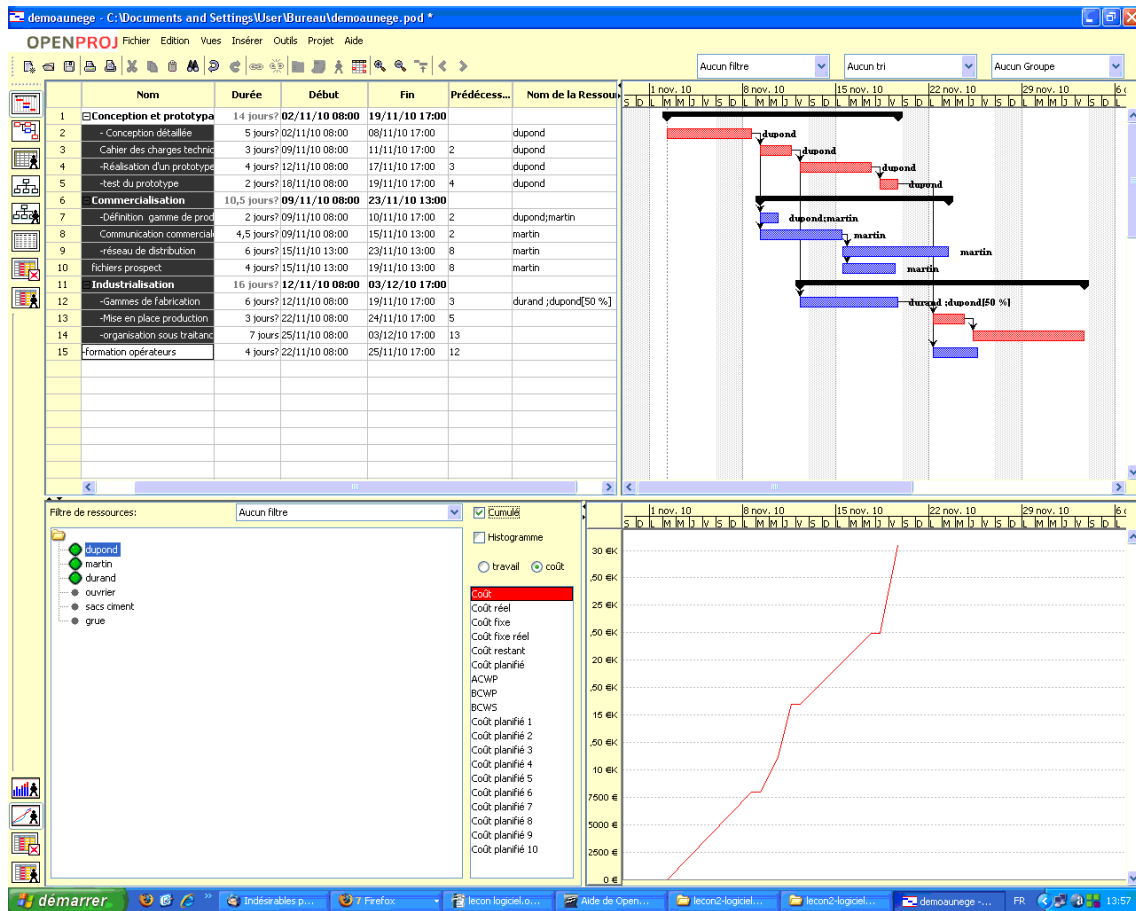 demoaunege - C:\Documents and Settings\User\Bureau\demoaunege.pod *
OPENPROJ Fichier Edition Vues Insérer Outils Projet Aide
Aucun filtre Aucun tri Aucun Groupe
Nom Durée Début Fin Prédécess... Nom de la Ressou
1 Conception et prototypa 14 jours? 02/11/10 08:00 19/11/10 17:00
2 - Conception détaillée 5 jours? 02/11/10 08:00 08/11/10 17:00 dupond
3 Cahier des charges technic 3 jours? 09/11/10 08:00 11/11/10 17:00 2 dupond
4 -Réalisation d'un prototype 4 jours? 12/11/10 08:00 17/11/10 17:00 3 dupond
5 -test du prototype 2 jours? 18/11/10 08:00 19/11/10 17:00 4 dupond
6 Commercialisation 10,5 jours? 09/11/10 08:00 23/11/10 13:00
7 -Définition gamme de prod 2 jours? 09/11/10 08:00 10/11/10 17:00 2 dupond;martin
8 Communication commercial 4,5 jours? 09/11/10 08:00 15/11/10 13:00 2 martin
9 -réseau de distribution 6 jours? 15/11/10 13:00 23/11/10 13:00 8 martin
10 fichiers prospect 4 jours? 15/11/10 13:00 19/11/10 13:00 8 martin
11 Industrialisation 16 jours? 12/11/10 08:00 03/12/10 17:00
12 -Gammes de fabrication 6 jours? 12/11/10 08:00 19/11/10 17:00 3 durand ;dupond[50 %]
13 -Mise en place production 3 jours? 22/11/10 08:00 24/11/10 17:00 5
14 -organisation sous traitanc 7 jours 25/11/10 08:00 03/12/10 17:00 13
15 -formation opérateurs 4 jours? 22/11/10 08:00 25/11/10 17:00 12
1 nov. 10 8 nov. 10 15 nov. 10 22 nov. 10 29 nov. 10 6
S D L M M J V S D L M M J V S D L M M J V S D L M M J V S D L M M J V S D L
dupond
dupond
dupond
dupond
dupond;martin
martin
martin
martin
durand ;dupond[50 %]
Filtre de ressources: Aucun filtre
dupond
martin
durand
ouvrier
sacs ciment
grue
Cumulé
Histogramme
travail coût
Coût
Coût réel
Coût fixe
Coût fixe réel
Coût restant
Coût planifié
ACWP
BCWP
BCWS
Coût planifié 1
Coût planifié 2
Coût planifié 3
Coût planifié 4
Coût planifié 5
Coût planifié 6
Coût planifié 7
Coût planifié 8
Coût planifié 9
Coût planifié 10
1 nov. 10 8 nov. 10 15 nov. 10 22 nov. 10 29 nov. 10 6
S D L M M J V S D L M M J V S D L M M J V S D L M M J V S D L M M J V S D L
30 €K
,50 €K
25 €K
,50 €K
20 €K
,50 €K
15 €K
,50 €K
10 €K
7500 €
5000 €
2500 €
0 €
démarrer Indésirables p... 7 Firefox lecon logiciel.o... Aide de Open... lecon2-logiciel... lecon2-logiciel... demoaunege -... FR 13:57